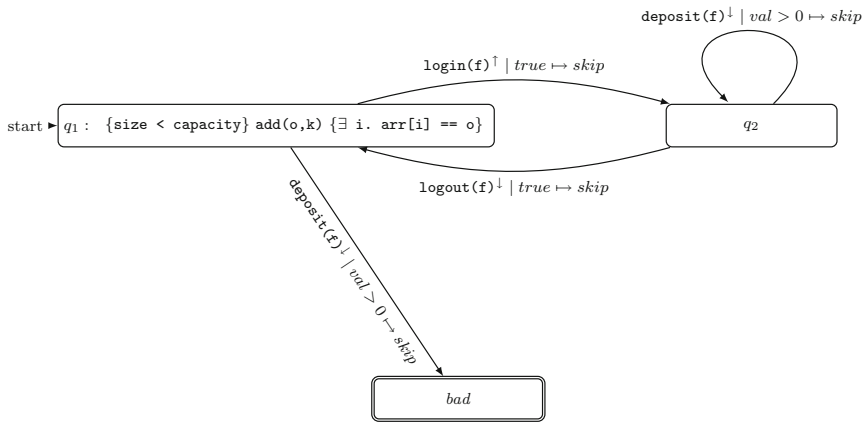 deposit(f)↓ | val > 0 ↦ skip
login(f)↑ | true ↦ skip
start
q₁ : {size < capacity} add(o,k) {∃ i. arr[i] == o}
q₂
logout(f)↓ | true ↦ skip
deposit(f)↓ | val > 0 ↦ skip
bad